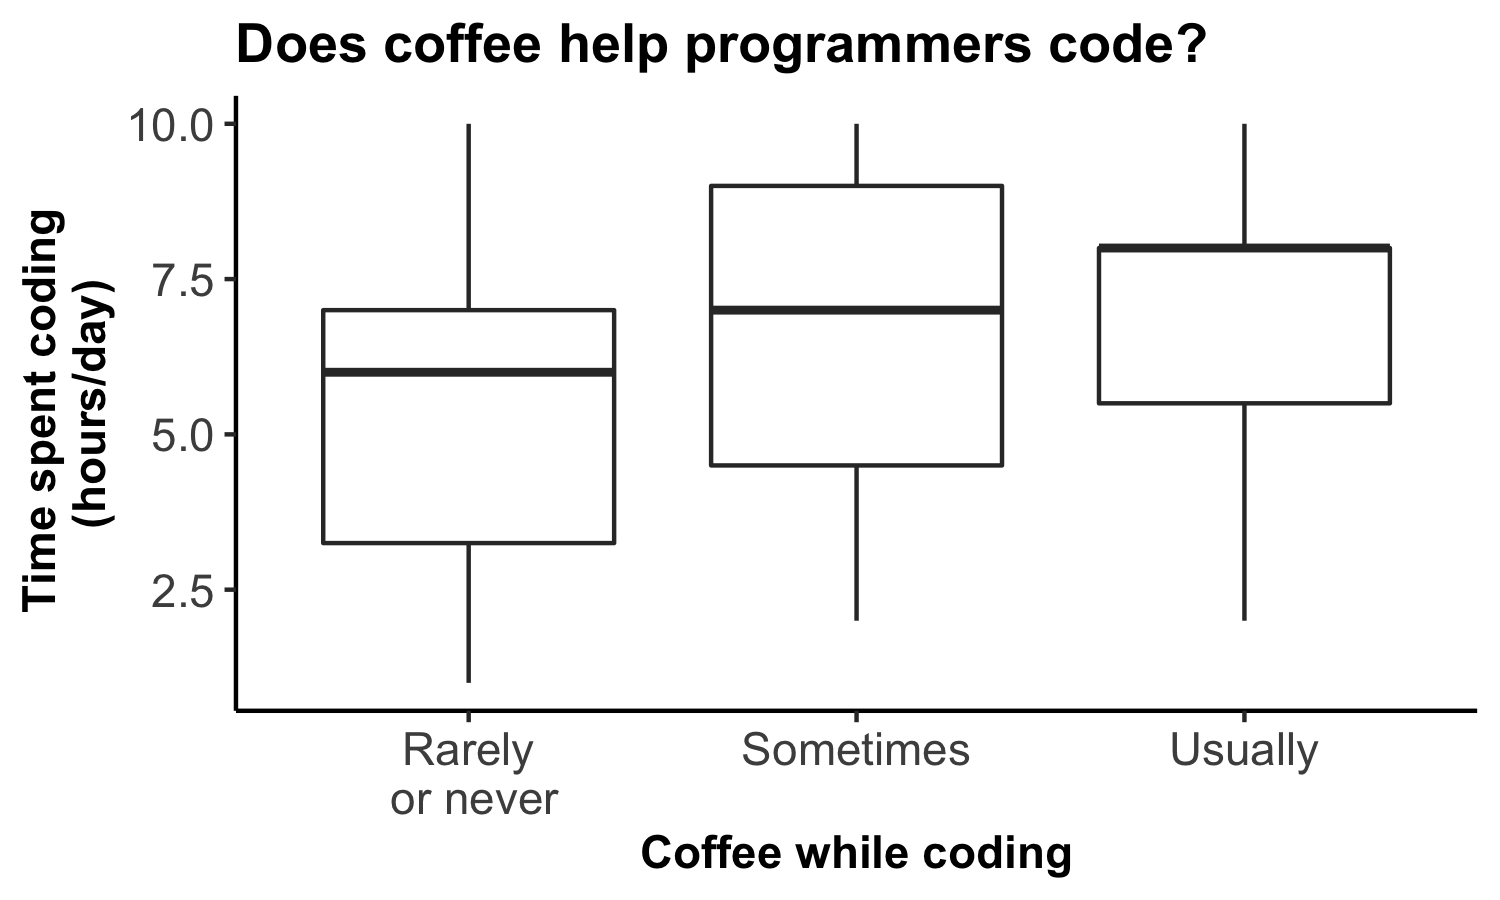 Does coffee help programmers code?
Time spent coding
(hours/day)
10.0
7.5
5.0
2.5
Rarely
or never
Sometimes
Usually
Coffee while coding